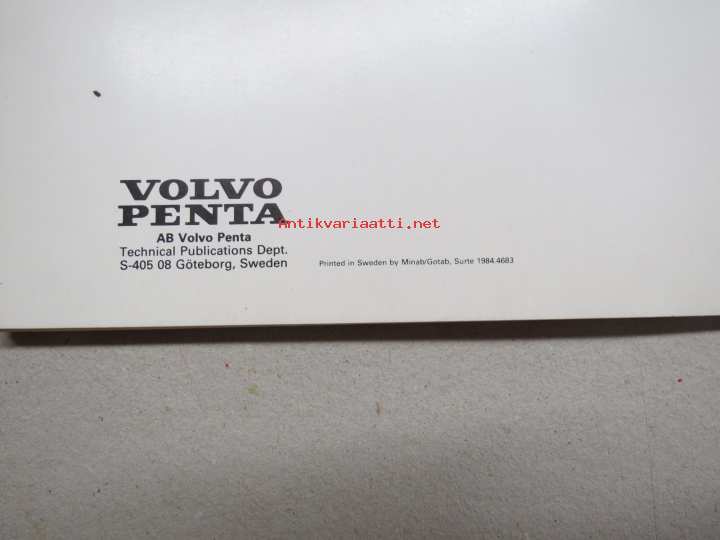 VOLVO
PENTA
antikvariaatti.net
AB Volvo Penta
Technical Publications Dept.
S-405 08 Göteborg, Sweden
Printed in Sweden by Minab/Gotab, Surte 1984.4683